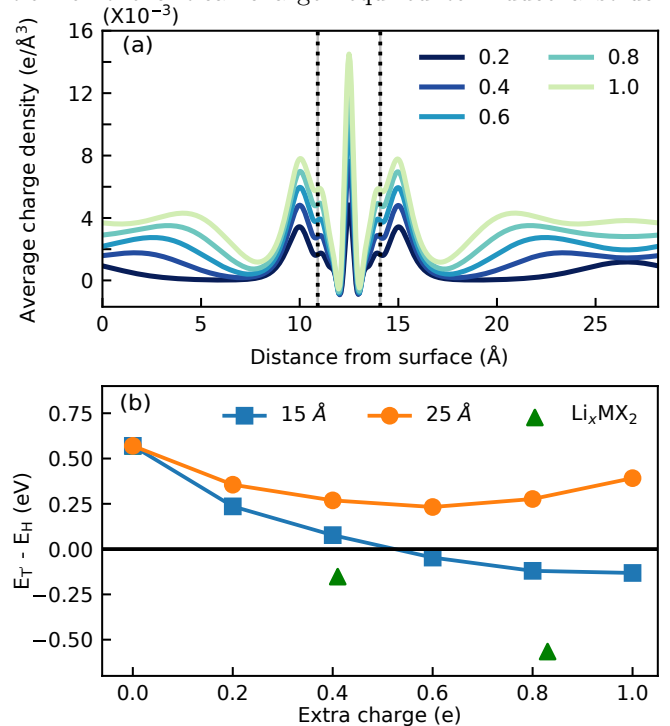 (X10⁻³)
(a)
0.2
0.4
0.6
0.8
1.0
16
12
8
4
0
Average charge density (e/Å³)
0 5 10 15 20 25
Distance from surface (Å)
(b)
15 Å
25 Å
LiₓMX₂
0.75
0.50
0.25
0.00
−0.25
−0.50
E_T′ - E_H (eV)
0.0 0.2 0.4 0.6 0.8 1.0
Extra charge (e)